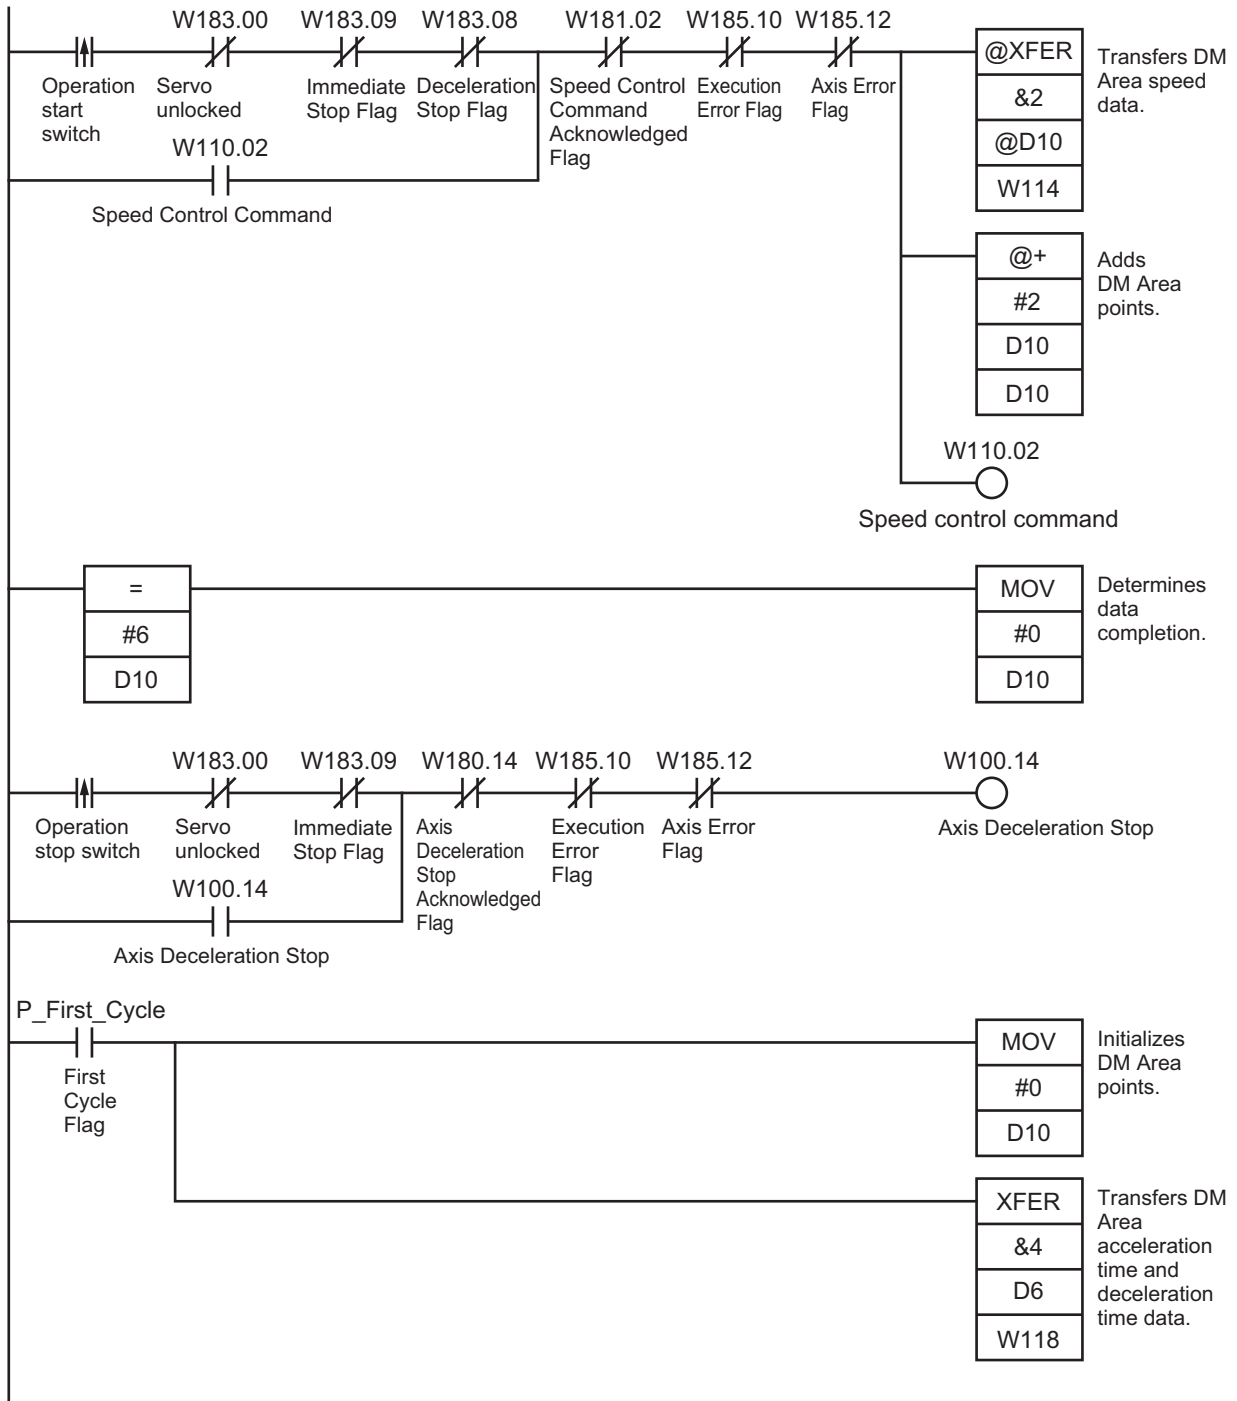 W183.00 W183.09 W183.08 W181.02 W185.10 W185.12
Operation
start
switch
Servo
unlocked
Immediate
Stop Flag
Deceleration
Stop Flag
Speed Control
Command
Acknowledged
Flag
Execution
Error Flag
Axis Error
Flag
@XFER
&2
@D10
W114
Transfers DM
Area speed
data.
W110.02
Speed Control Command
@+
#2
D10
D10
Adds
DM Area
points.
W110.02
Speed control command
=
#6
D10
MOV
#0
D10
Determines
data
completion.
W183.00 W183.09 W180.14 W185.10 W185.12 W100.14
Operation
stop switch
Servo
unlocked
Immediate
Stop Flag
Axis
Deceleration
Stop
Acknowledged
Flag
Execution
Error
Flag
Axis Error
Flag
Axis Deceleration Stop
W100.14
Axis Deceleration Stop
P_First_Cycle
First
Cycle
Flag
MOV
#0
D10
Initializes
DM Area
points.
XFER
&4
D6
W118
Transfers DM
Area
acceleration
time and
deceleration
time data.